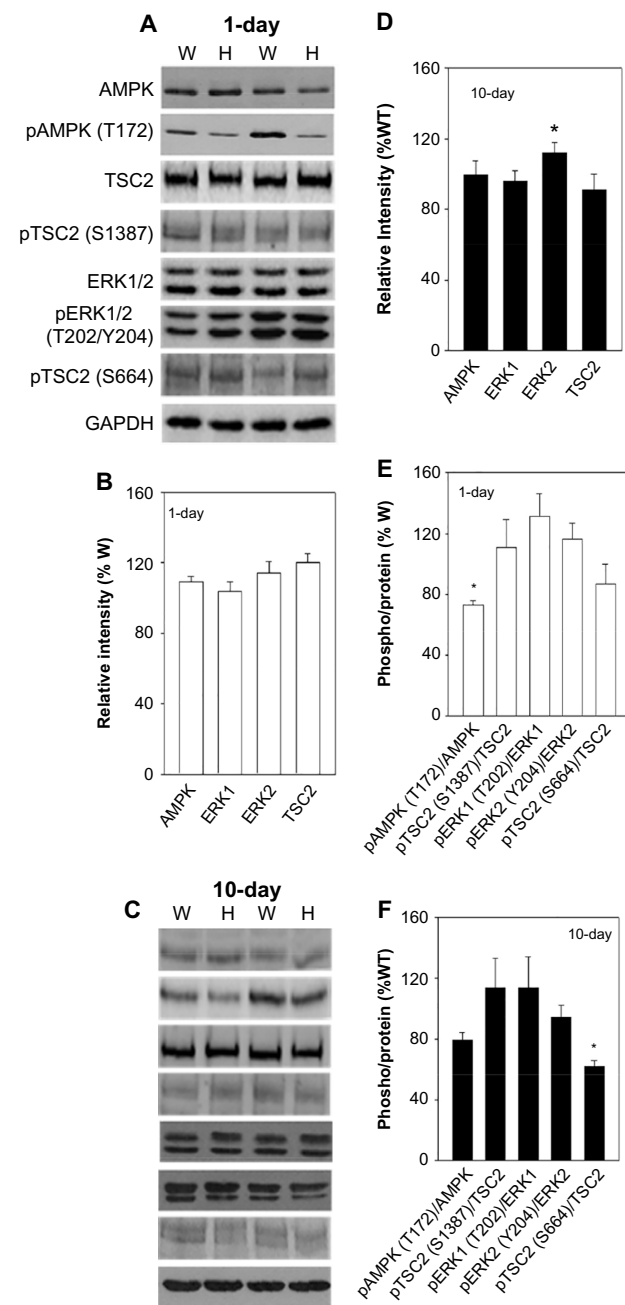 A
1-day
W H W H
AMPK
pAMPK (T172)
TSC2
pTSC2 (S1387)
ERK1/2
pERK1/2
(T202/Y204)
pTSC2 (S664)
GAPDH
B
160
120
80
40
0
1-day
Relative intensity (% W)
AMPK
ERK1
ERK2
TSC2
C
10-day
W H W H
D
160
120
80
40
0
10-day
*
Relative Intensity (%WT)
AMPK
ERK1
ERK2
TSC2
E
160
120
80
40
0
1-day
*
Phospho/protein (% W)
pAMPK (T172)/AMPK
pTSC2 (S1387)/TSC2
pERK1 (T202)/ERK1
pERK2 (Y204)/ERK2
pTSC2 (S664)/TSC2
F
160
120
80
40
0
10-day
*
Phosho/protein (%WT)
pAMPK (T172)/AMPK
pTSC2 (S1387)/TSC2
pERK1 (T202)/ERK1
pERK2 (Y204)/ERK2
pTSC2 (S664)/TSC2